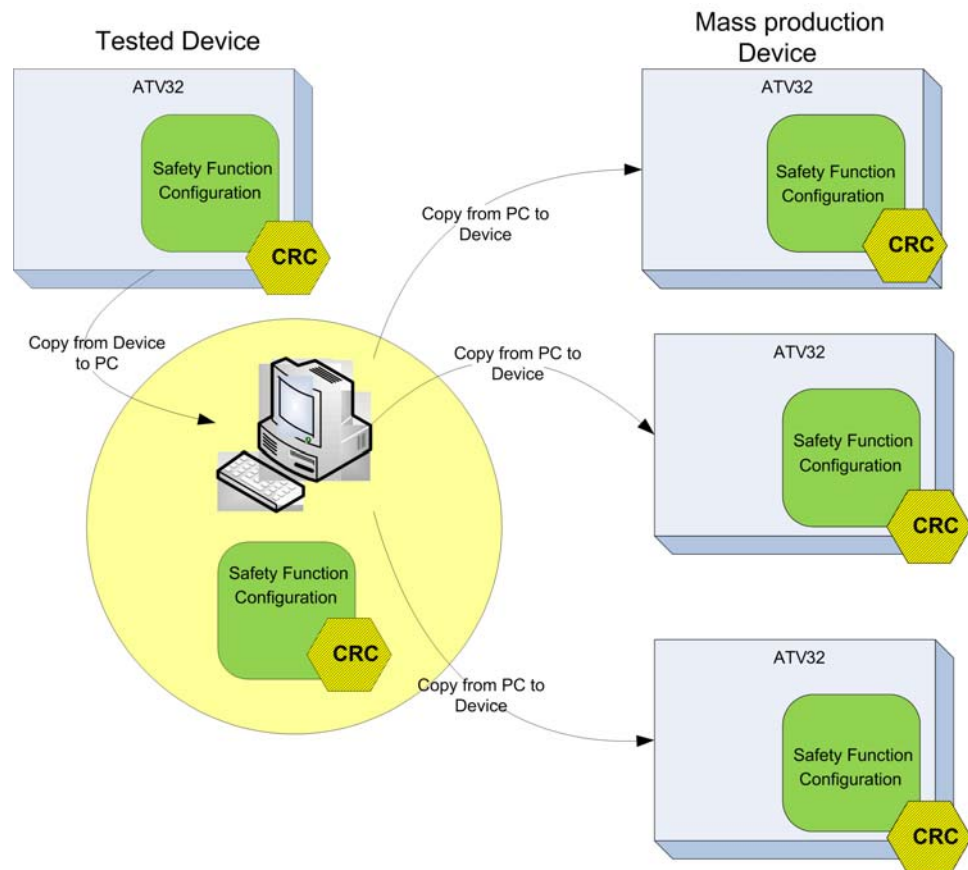 Tested Device
ATV32
Safety Function
Configuration
CRC
Mass production
Device
ATV32
Safety Function
Configuration
CRC
Copy from PC to
Device
Copy from Device
to PC
Copy from PC to
Device
ATV32
Safety Function
Configuration
CRC
Safety Function
Configuration
CRC
Copy from PC to
Device
ATV32
Safety Function
Configuration
CRC